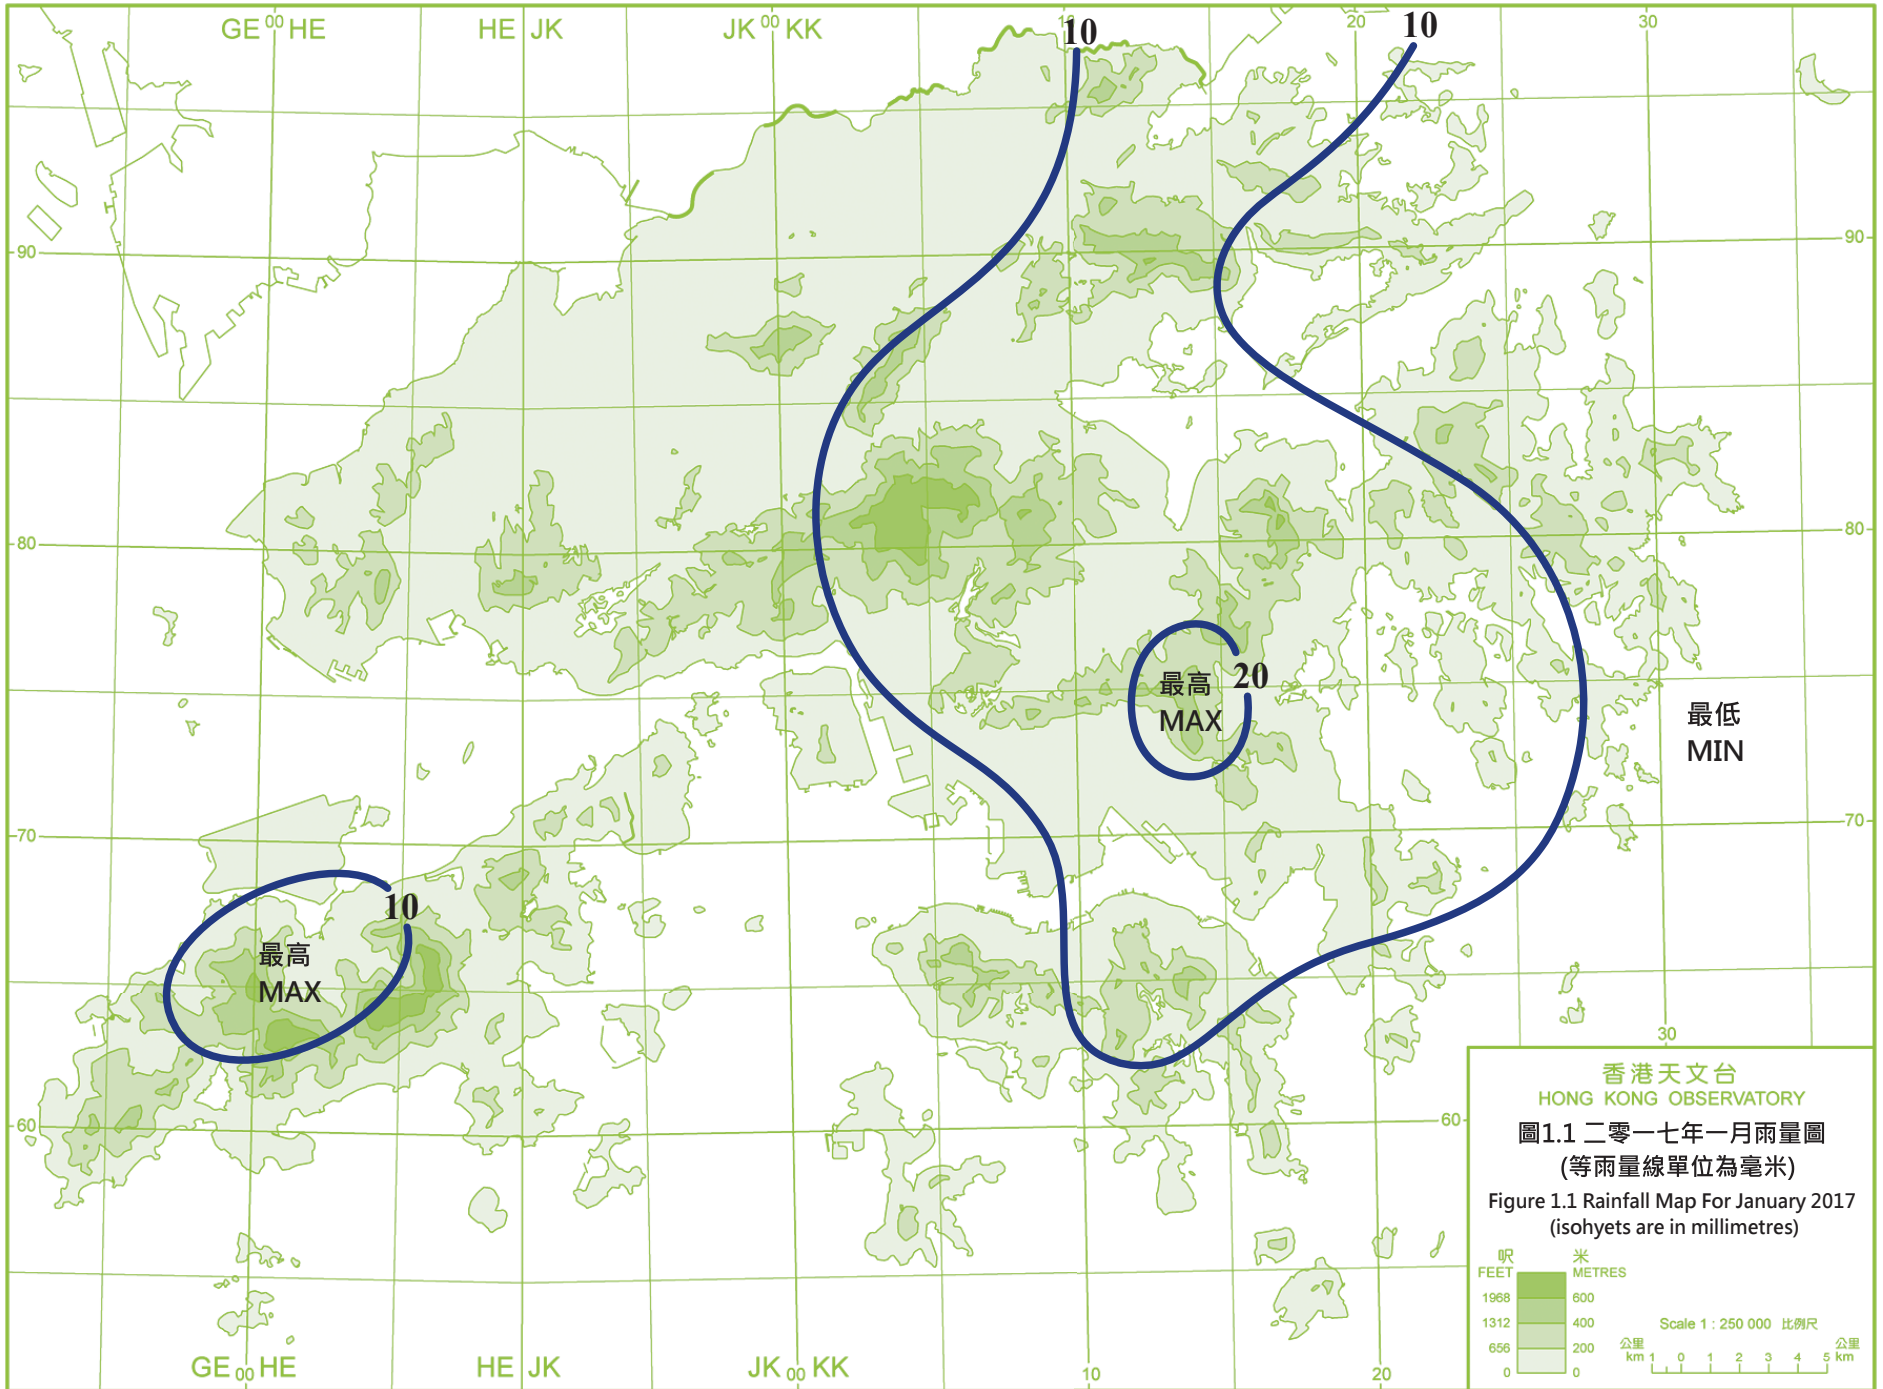 GE 00 HE
HE JK
JK 00 KK
10
20
30
10
10
90
90
80
80
20
最高
MAX
最低
MIN
70
70
10
最高
MAX
30
60
60
香港天文台
HONG KONG OBSERVATORY
圖1.1 二零一七年一月雨量圖
(等雨量線單位為毫米)
Figure 1.1 Rainfall Map For January 2017
(isohyets are in millimetres)
呎 米
FEET METRES
1968 600
1312 400
656 200
0 0
Scale 1 : 250 000 比例尺
公里 公里
km 1 0 1 2 3 4 5 km
GE 00 HE
HE JK
JK 00 KK
10
20